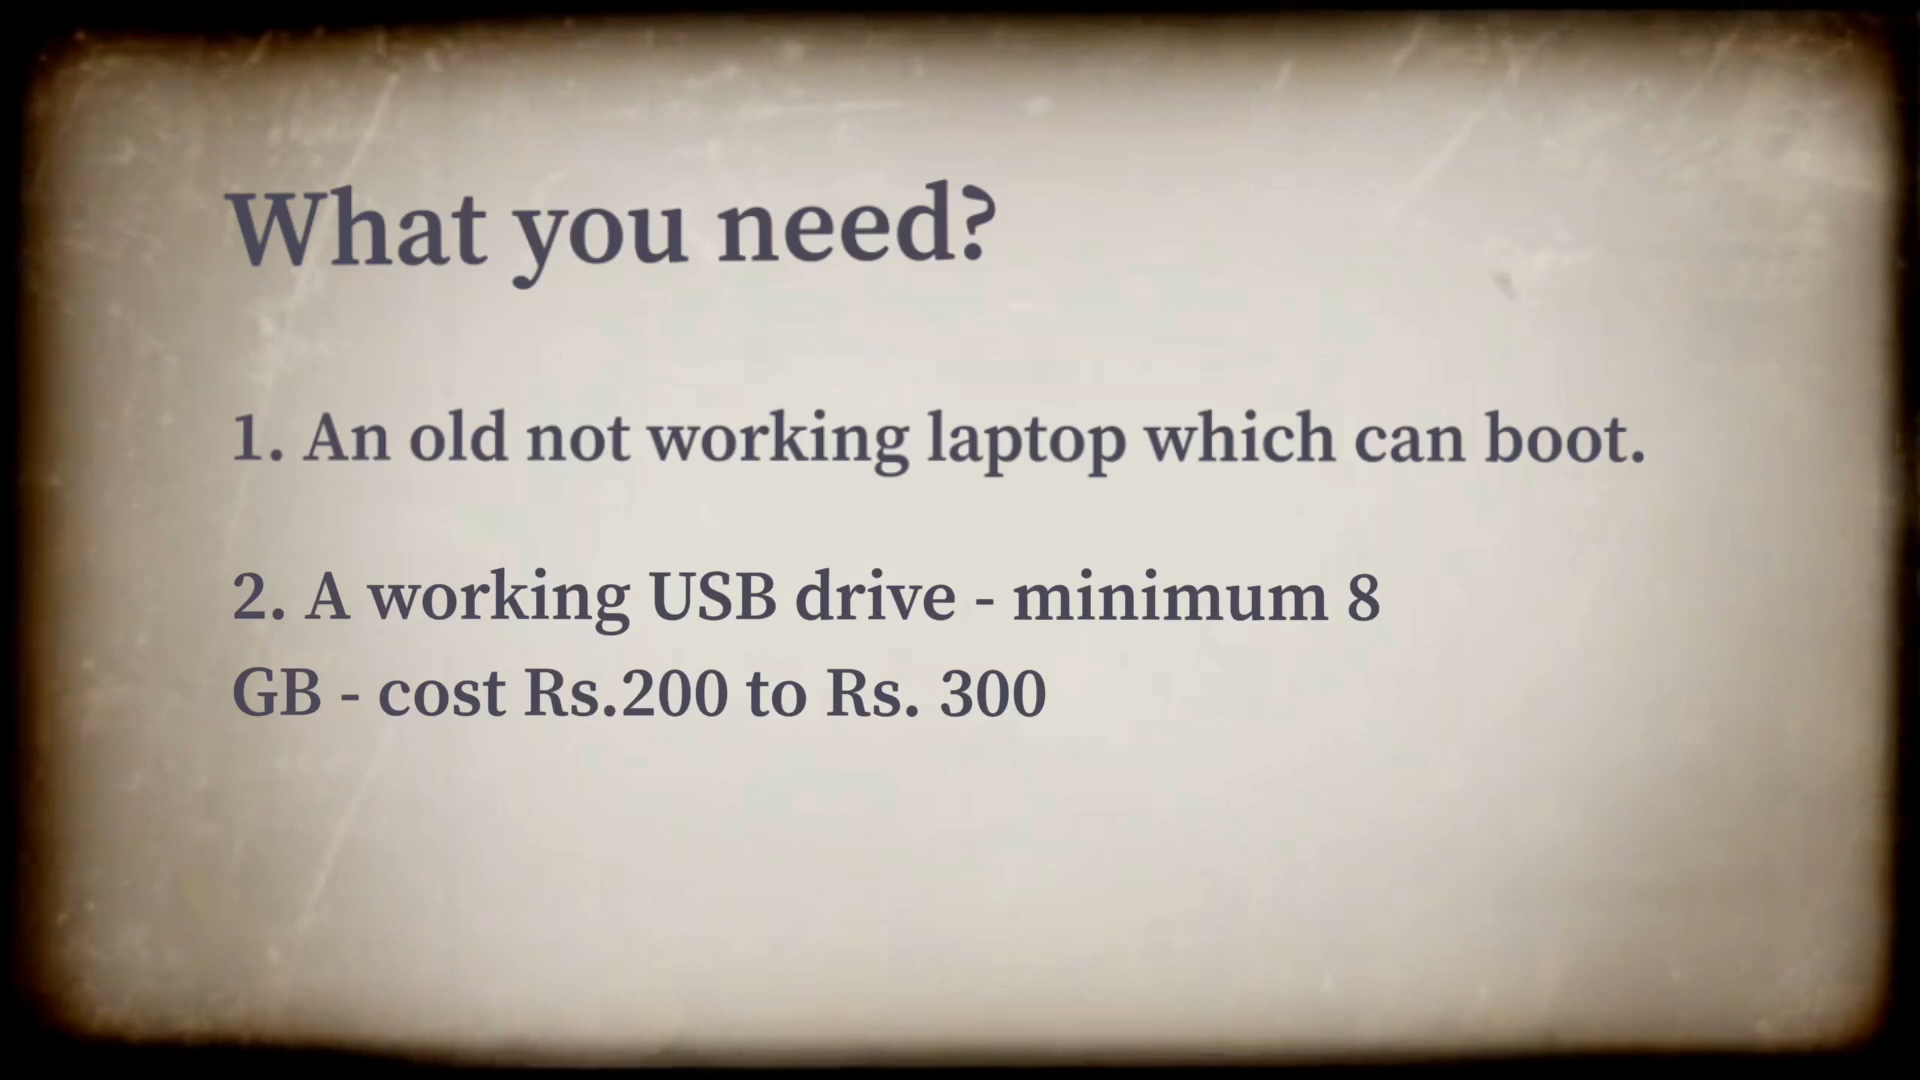 What you need?
1. An old not working laptop which can boot.
2. A working USB drive - minimum 8
GB - cost Rs.200 to Rs. 300